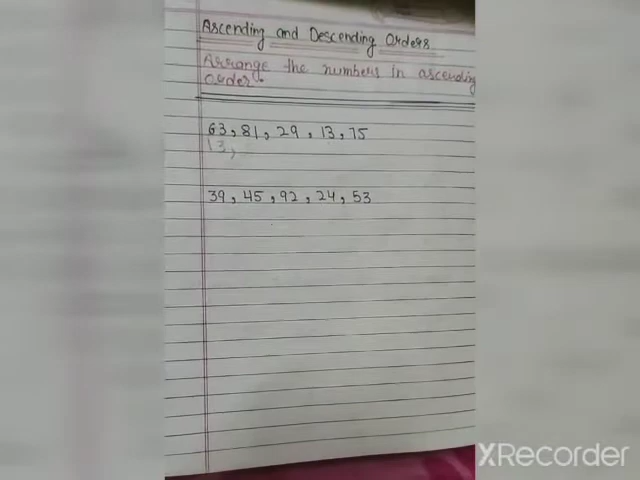 Ascending and Descending Orders
Arrange the numbers in ascending
order.
63, 81, 29, 13, 75
13,
39, 45, 92, 24, 53
XRecorder